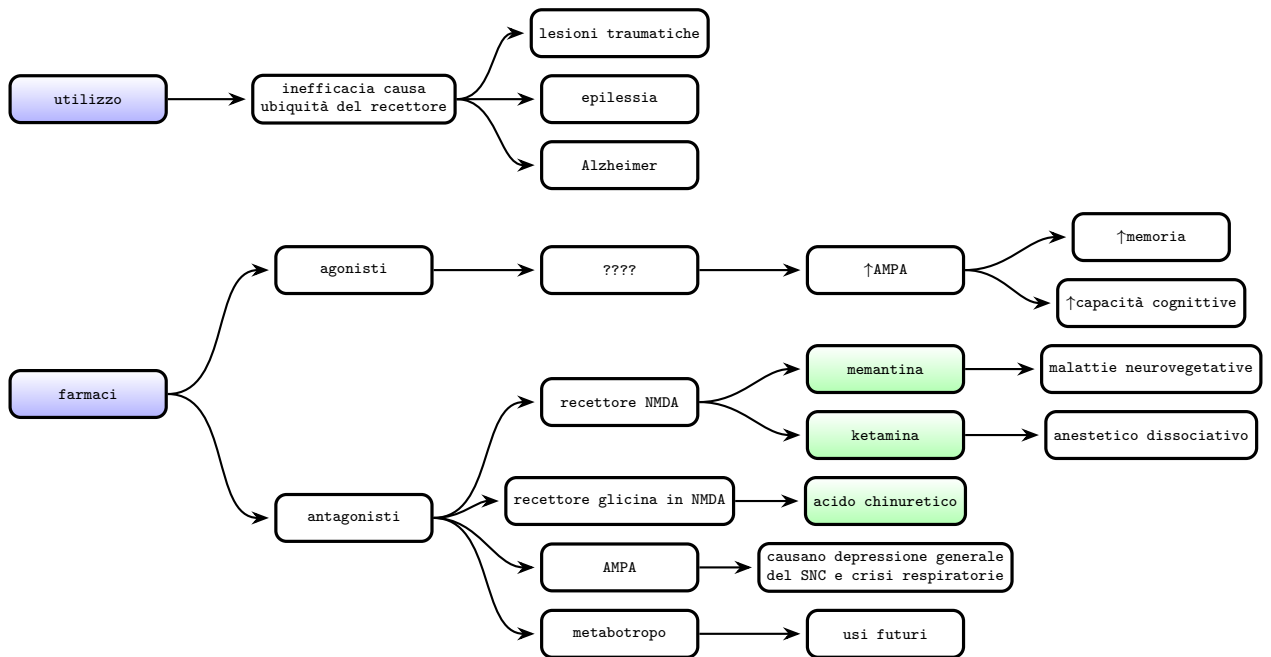 lesioni traumatiche
utilizzo
inefficacia causa
ubiquità del recettore
epilessia
Alzheimer
↑memoria
agonisti
????
↑AMPA
↑capacità cognittive
farmaci
memantina
malattie neurovegetative
recettore NMDA
ketamina
anestetico dissociativo
antagonisti
recettore glicina in NMDA
acido chinuretico
AMPA
causano depressione generale
del SNC e crisi respiratorie
metabotropo
usi futuri